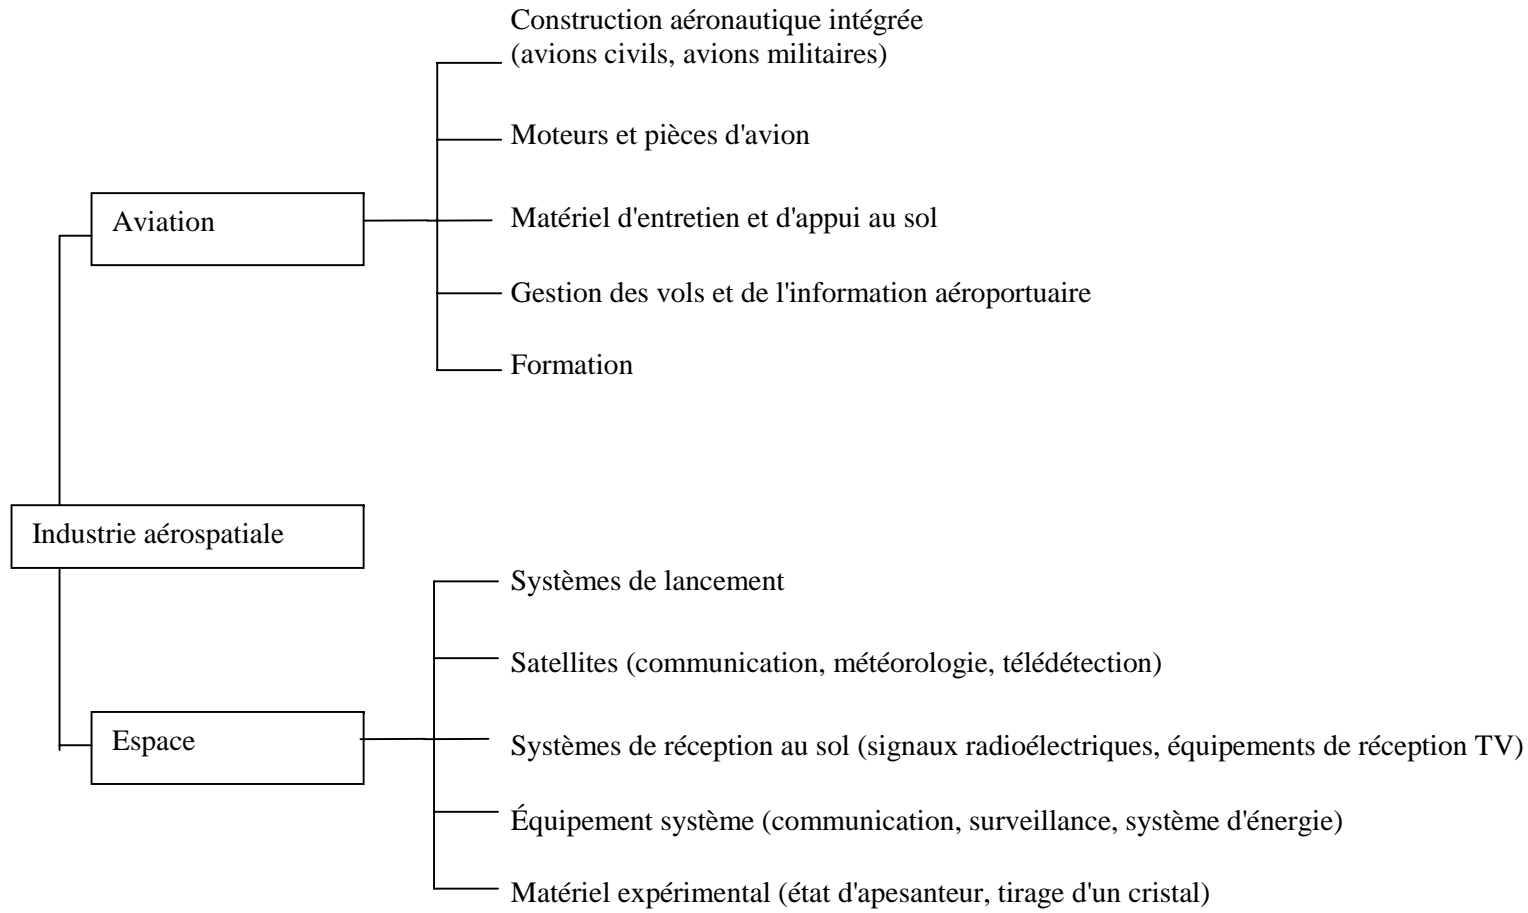 Construction aéronautique intégrée
(avions civils, avions militaires)
Moteurs et pièces d'avion
Aviation
Matériel d'entretien et d'appui au sol
Gestion des vols et de l'information aéroportuaire
Formation
Industrie aérospatiale
Systèmes de lancement
Satellites (communication, météorologie, télédétection)
Espace
Systèmes de réception au sol (signaux radioélectriques, équipements de réception TV)
Équipement système (communication, surveillance, système d'énergie)
Matériel expérimental (état d'apesanteur, tirage d'un cristal)